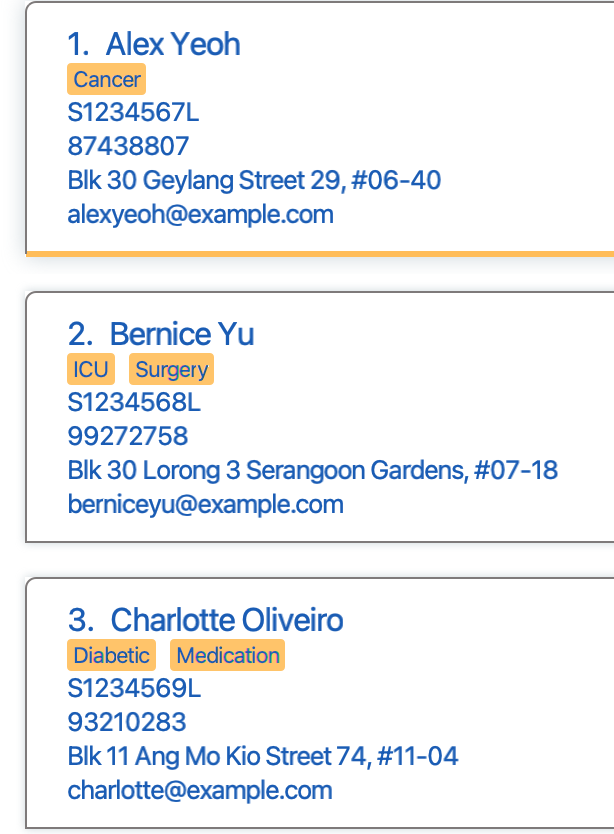 1. Alex Yeoh
Cancer
S1234567L
87438807
Blk 30 Geylang Street 29, #06-40
alexyeoh@example.com
2. Bernice Yu
ICU Surgery
S1234568L
99272758
Blk 30 Lorong 3 Serangoon Gardens, #07-18
berniceyu@example.com
3. Charlotte Oliveiro
Diabetic Medication
S1234569L
93210283
Blk 11 Ang Mo Kio Street 74, #11-04
charlotte@example.com